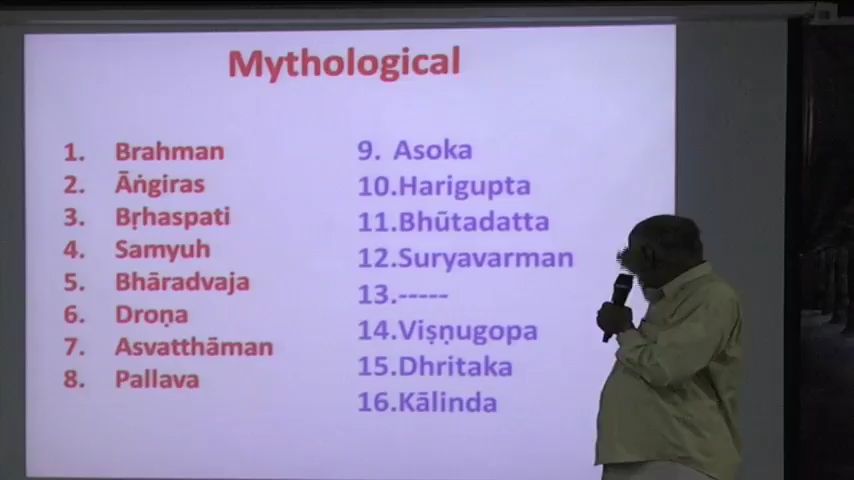 Mythological
1. Brahman
2. Āṅgiras
3. Bṛhaspati
4. Samyuh
5. Bhāradvaja
6. Droṇa
7. Asvatthāman
8. Pallava
9. Asoka
10.Harigupta
11.Bhūtadatta
12.Suryavarman
13.-----
14.Viṣṇugopa
15.Dhritaka
16.Kālinda